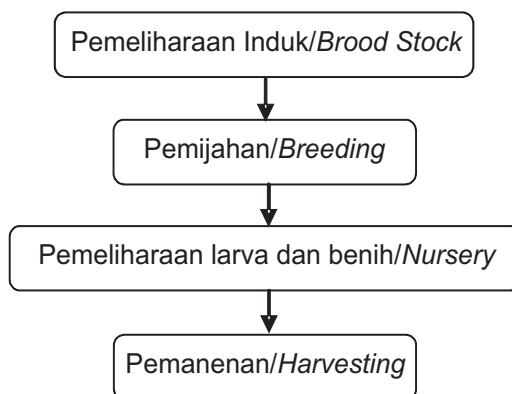 Pemeliharaan Induk/Brood Stock
Pemijahan/Breeding
Pemeliharaan larva dan benih/Nursery
Pemanenan/Harvesting